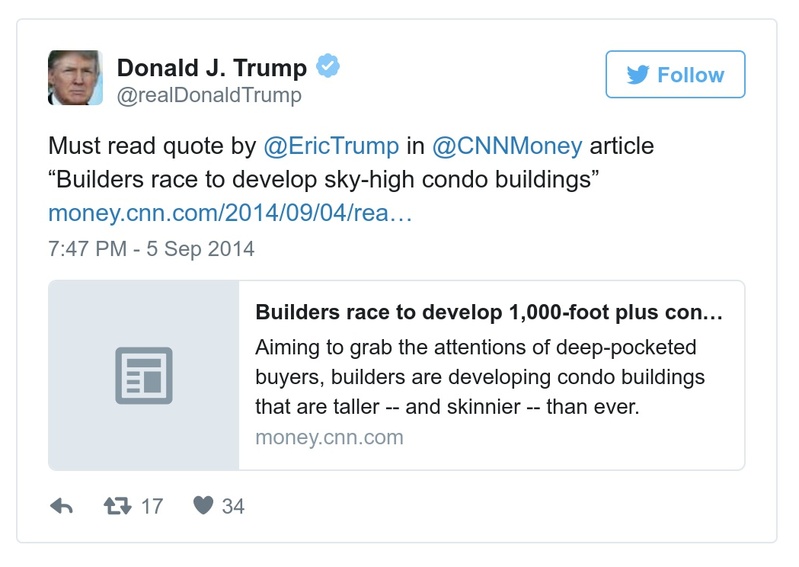 Donald J. Trump
@realDonaldTrump
Follow
Must read quote by @EricTrump in @CNNMoney article
“Builders race to develop sky-high condo buildings”
money.cnn.com/2014/09/04/rea…
7:47 PM - 5 Sep 2014
Builders race to develop 1,000-foot plus con…
Aiming to grab the attentions of deep-pocketed
buyers, builders are developing condo buildings
that are taller -- and skinnier -- than ever.
money.cnn.com
17 34